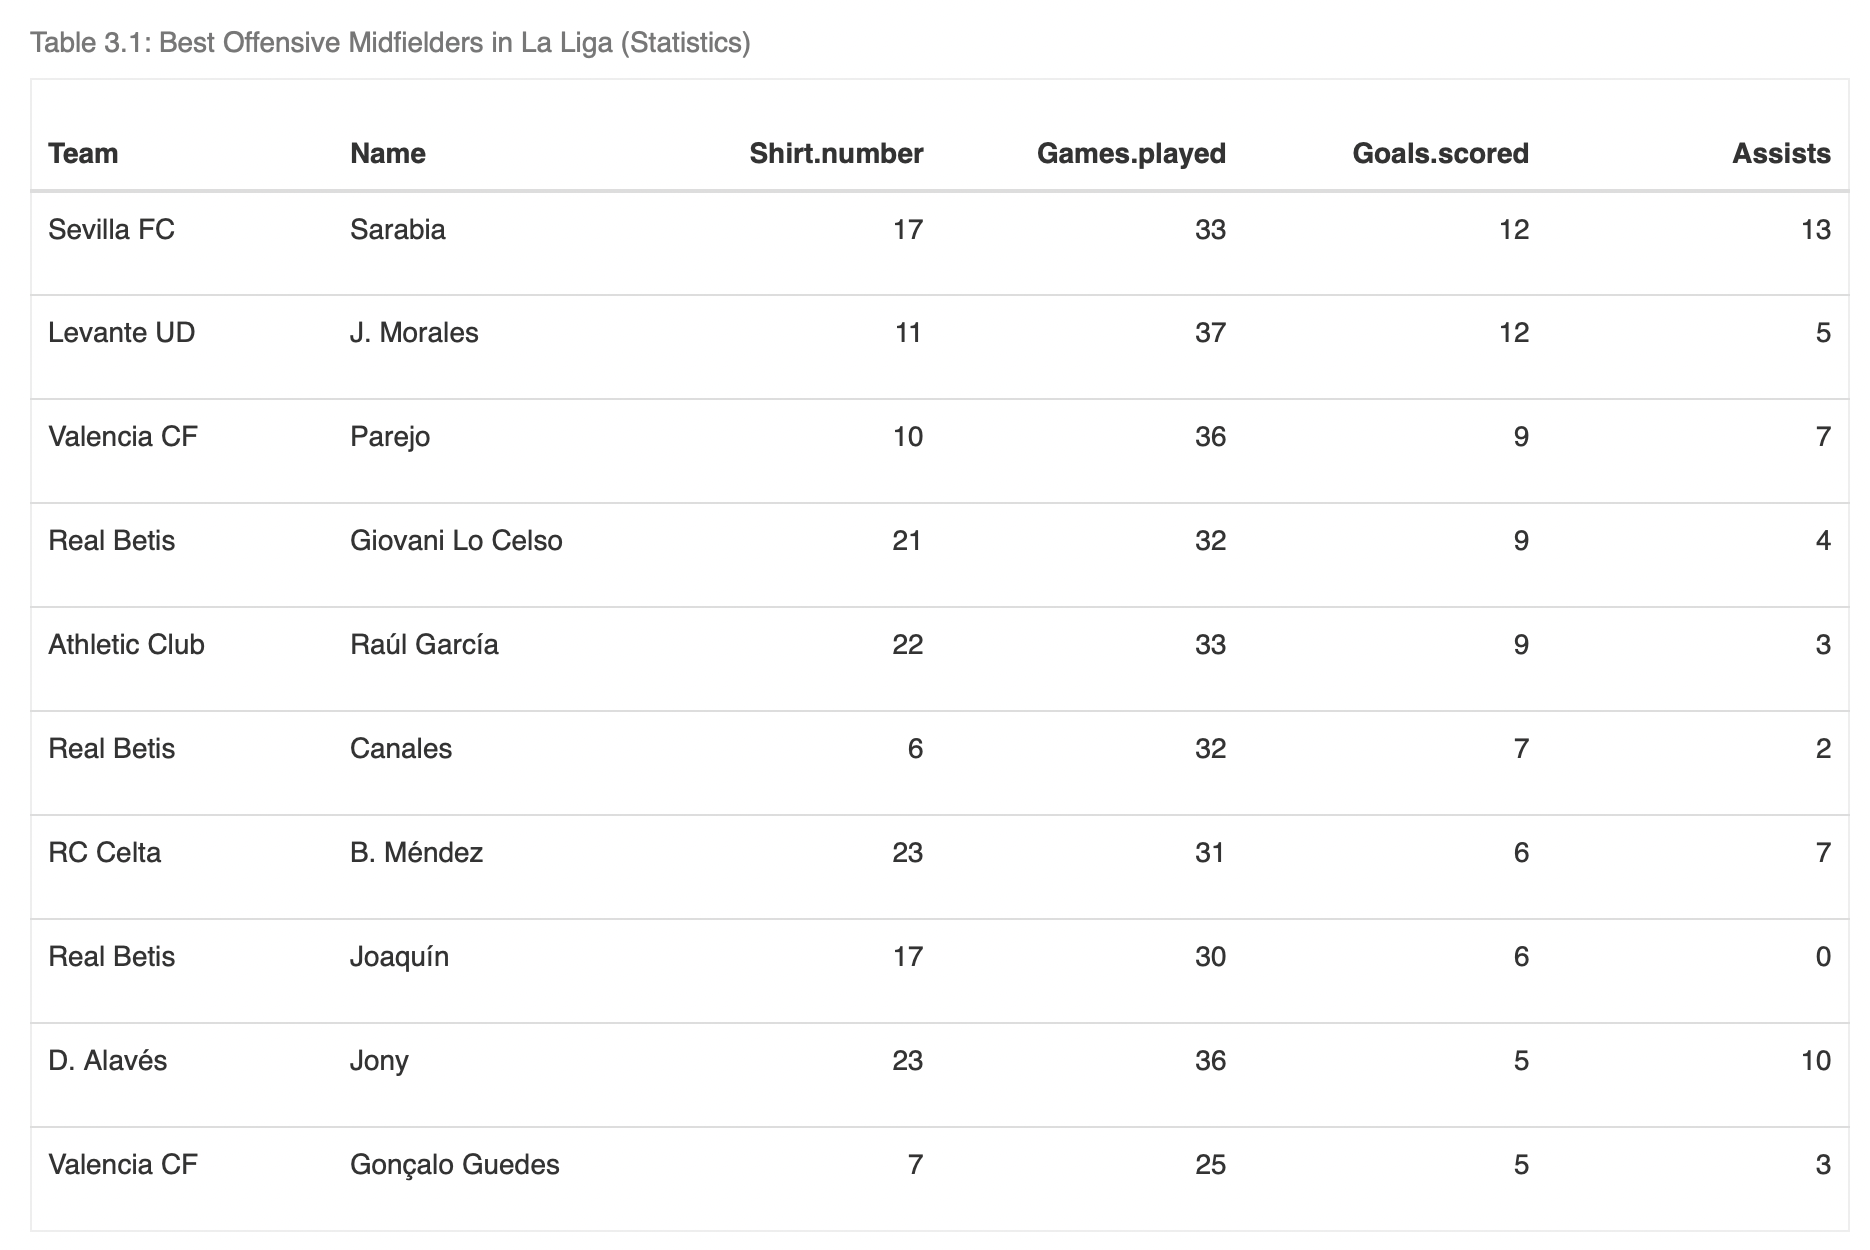 Table 3.1: Best Offensive Midfielders in La Liga (Statistics)
Team Name Shirt.number Games.played Goals.scored Assists
Sevilla FC Sarabia 17 33 12 13
Levante UD J. Morales 11 37 12 5
Valencia CF Parejo 10 36 9 7
Real Betis Giovani Lo Celso 21 32 9 4
Athletic Club Raúl García 22 33 9 3
Real Betis Canales 6 32 7 2
RC Celta B. Méndez 23 31 6 7
Real Betis Joaquín 17 30 6 0
D. Alavés Jony 23 36 5 10
Valencia CF Gonçalo Guedes 7 25 5 3